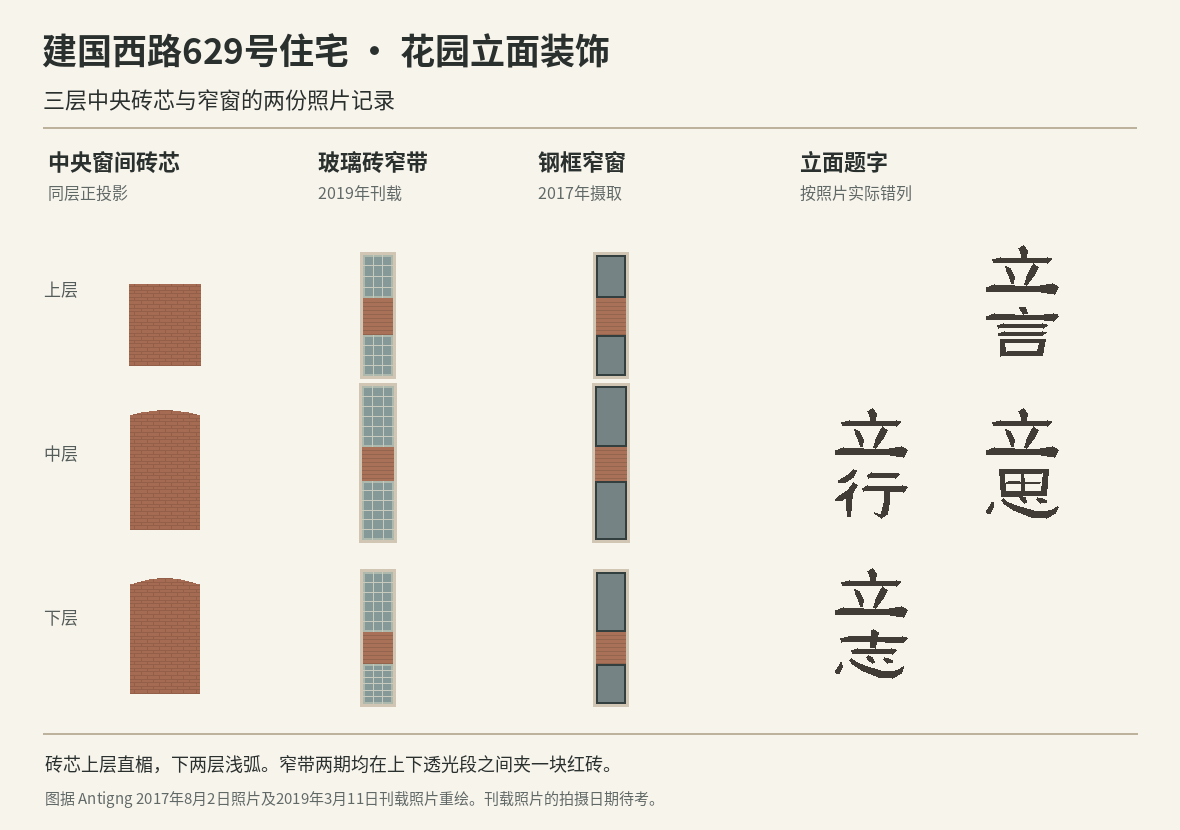 建国西路629号住宅 · 花园立面装饰
三层中央砖芯与窄窗的两份照片记录
中央窗间砖芯
同层正投影
玻璃砖窄带
2019年刊载
钢框窄窗
2017年摄取
立面题字
按照片实际错列
上层
立言
中层
立行
立思
下层
立志
砖芯上层直楣，下两层浅弧。窄带两期均在上下透光段之间夹一块红砖。
图据 Antigng 2017年8月2日照片及2019年3月11日刊载照片重绘。刊载照片的拍摄日期待考。